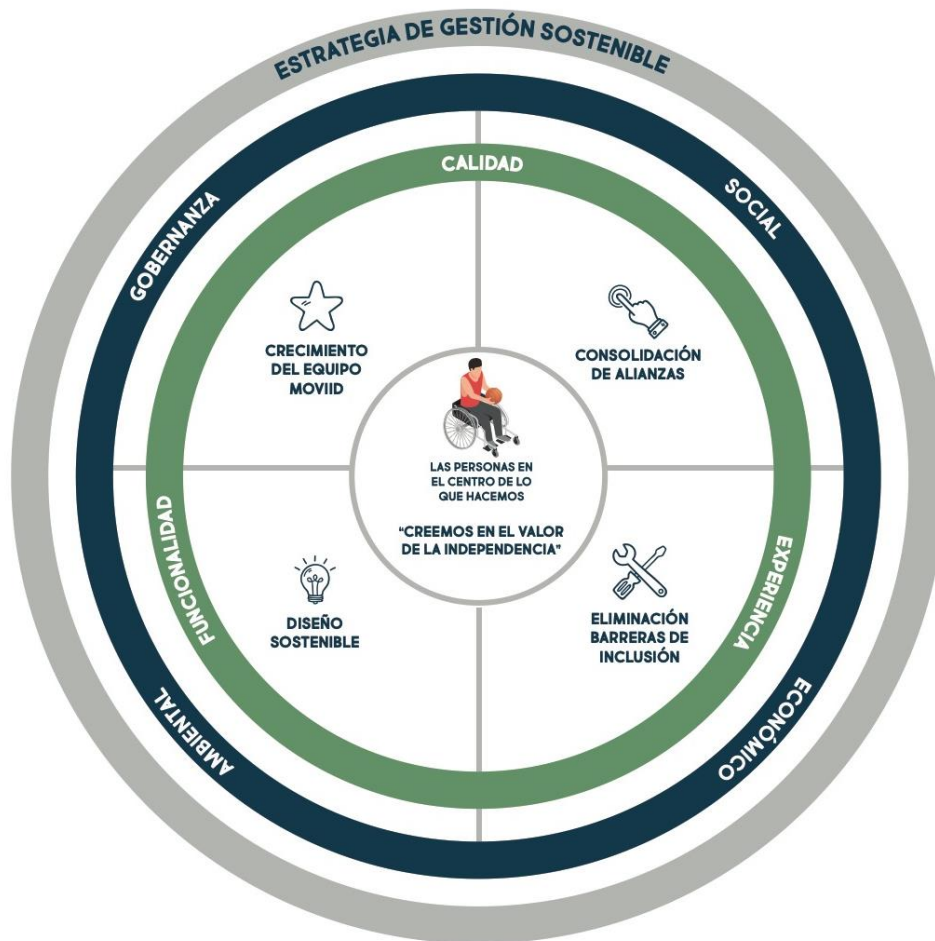 ESTRATEGIA DE GESTIÓN SOSTENIBLE
GOBERNANZA
SOCIAL
CALIDAD
CRECIMIENTO
DEL EQUIPO
MOVIID
CONSOLIDACIÓN
DE ALIANZAS
LAS PERSONAS EN
EL CENTRO DE LO
QUE HACEMOS
“CREEMOS EN EL VALOR
DE LA INDEPENDENCIA”
FUNCIONALIDAD
EXPERIENCIA
DISEÑO
SOSTENIBLE
ELIMINACIÓN
BARRERAS DE
INCLUSIÓN
AMBIENTAL
ECONÓMICO